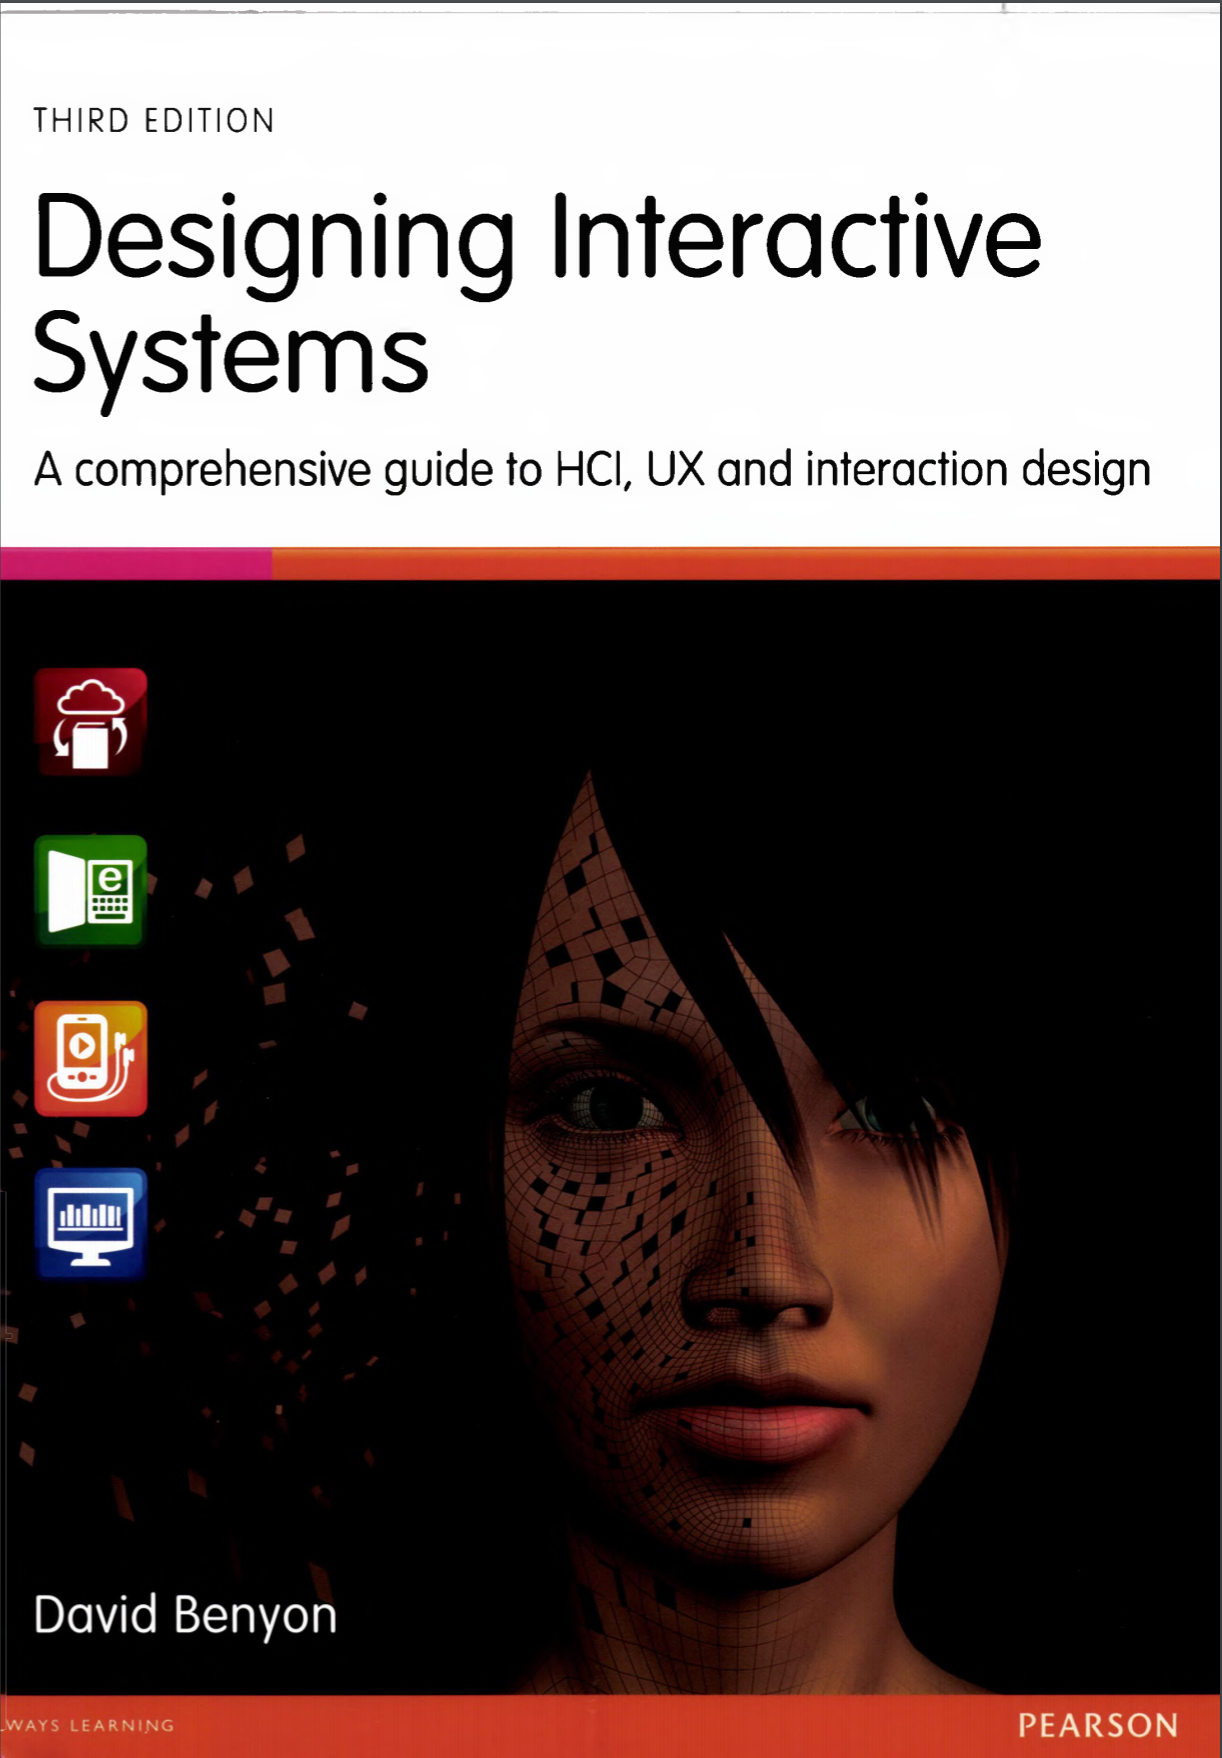 THIRD EDITION
Designing Interactive
Systems
A comprehensive guide to HCI, UX and interaction design
e
David Benyon
WAYS LEARNING
PEARSON